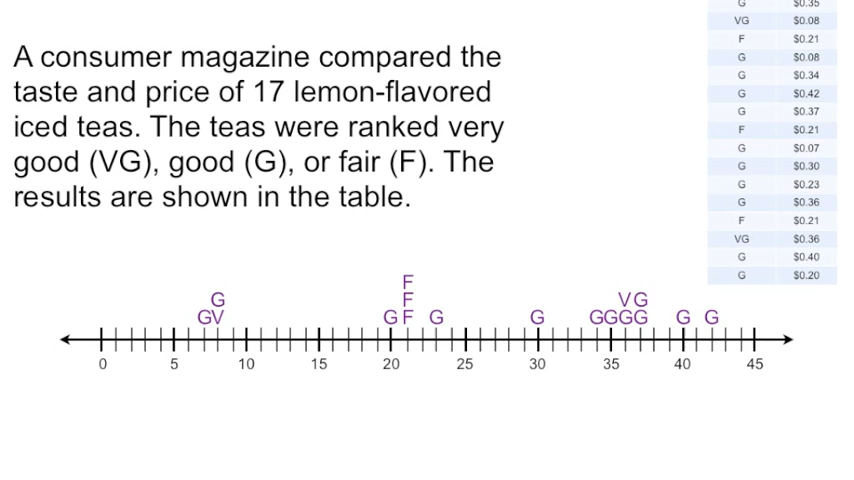 G $0.35
VG $0.08
F $0.21
G $0.08
G $0.34
G $0.42
G $0.37
F $0.21
G $0.07
G $0.30
G $0.23
G $0.36
F $0.21
VG $0.36
G $0.40
G $0.20
A consumer magazine compared the
taste and price of 17 lemon-flavored
iced teas. The teas were ranked very
good (VG), good (G), or fair (F). The
results are shown in the table.
F
G F VG
GV G F G G GGGG G G
0 5 10 15 20 25 30 35 40 45